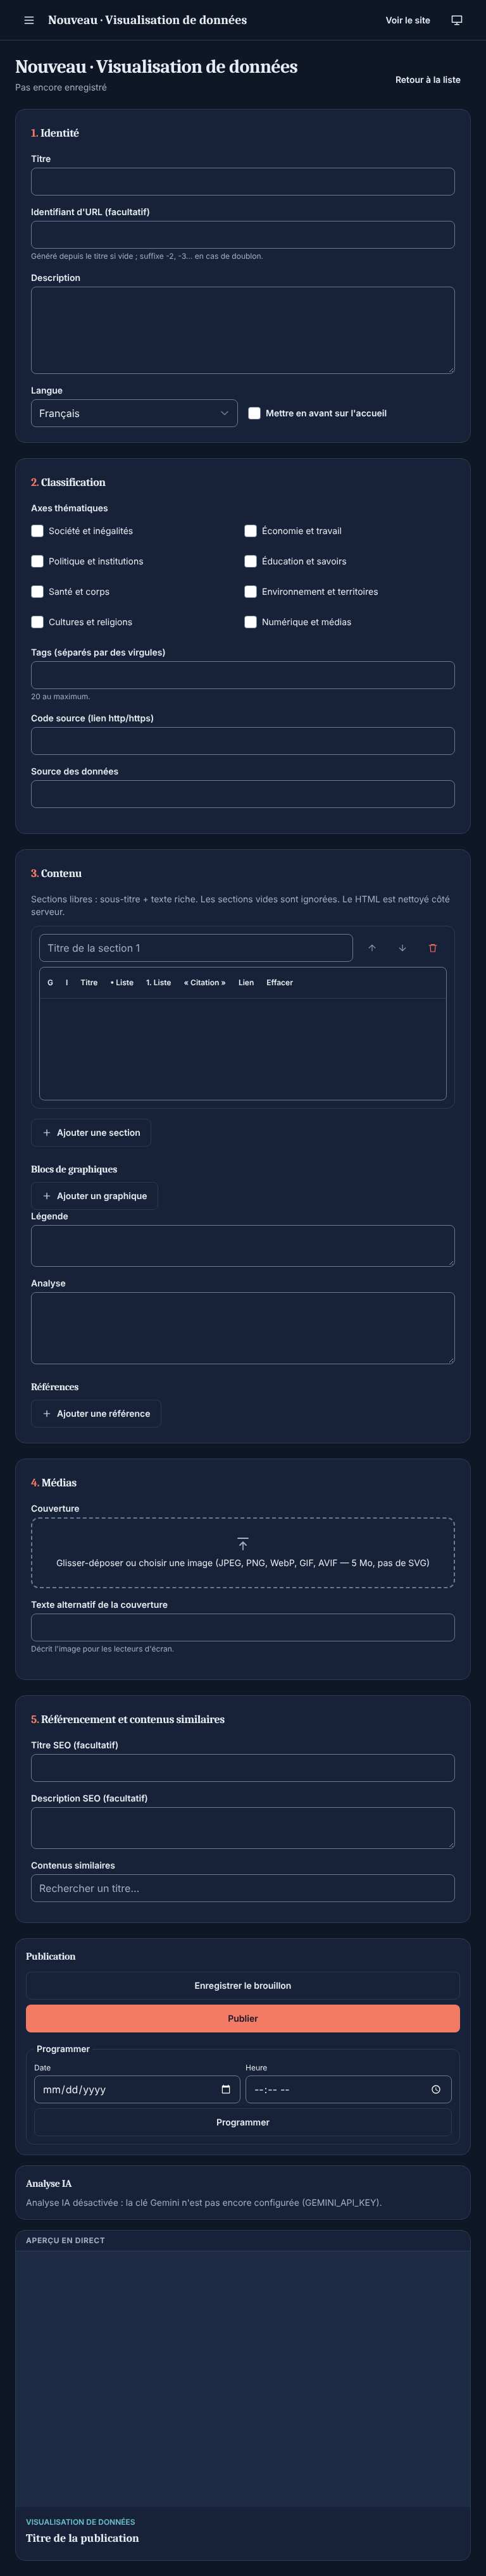 Nouveau · Visualisation de données
Voir le site
Nouveau · Visualisation de données
Pas encore enregistré
Retour à la liste
1. Identité
Titre
Identifiant d'URL (facultatif)
Généré depuis le titre si vide ; suffixe -2, -3… en cas de doublon.
Description
Langue
Français
Mettre en avant sur l'accueil
2. Classification
Axes thématiques
Société et inégalités
Économie et travail
Politique et institutions
Éducation et savoirs
Santé et corps
Environnement et territoires
Cultures et religions
Numérique et médias
Tags (séparés par des virgules)
20 au maximum.
Code source (lien http/https)
Source des données
3. Contenu
Sections libres : sous-titre + texte riche. Les sections vides sont ignorées. Le HTML est nettoyé côté
serveur.
Titre de la section 1
G I Titre • Liste 1. Liste « Citation » Lien Effacer
Ajouter une section
Blocs de graphiques
Ajouter un graphique
Légende
Analyse
Références
Ajouter une référence
4. Médias
Couverture
Glisser-déposer ou choisir une image (JPEG, PNG, WebP, GIF, AVIF — 5 Mo, pas de SVG)
Texte alternatif de la couverture
Décrit l'image pour les lecteurs d'écran.
5. Référencement et contenus similaires
Titre SEO (facultatif)
Description SEO (facultatif)
Contenus similaires
Rechercher un titre…
Publication
Enregistrer le brouillon
Publier
Programmer
Date
Heure
mm/dd/yyyy
--:-- --
Programmer
Analyse IA
Analyse IA désactivée : la clé Gemini n'est pas encore configurée (GEMINI_API_KEY).
APERÇU EN DIRECT
VISUALISATION DE DONNÉES
Titre de la publication